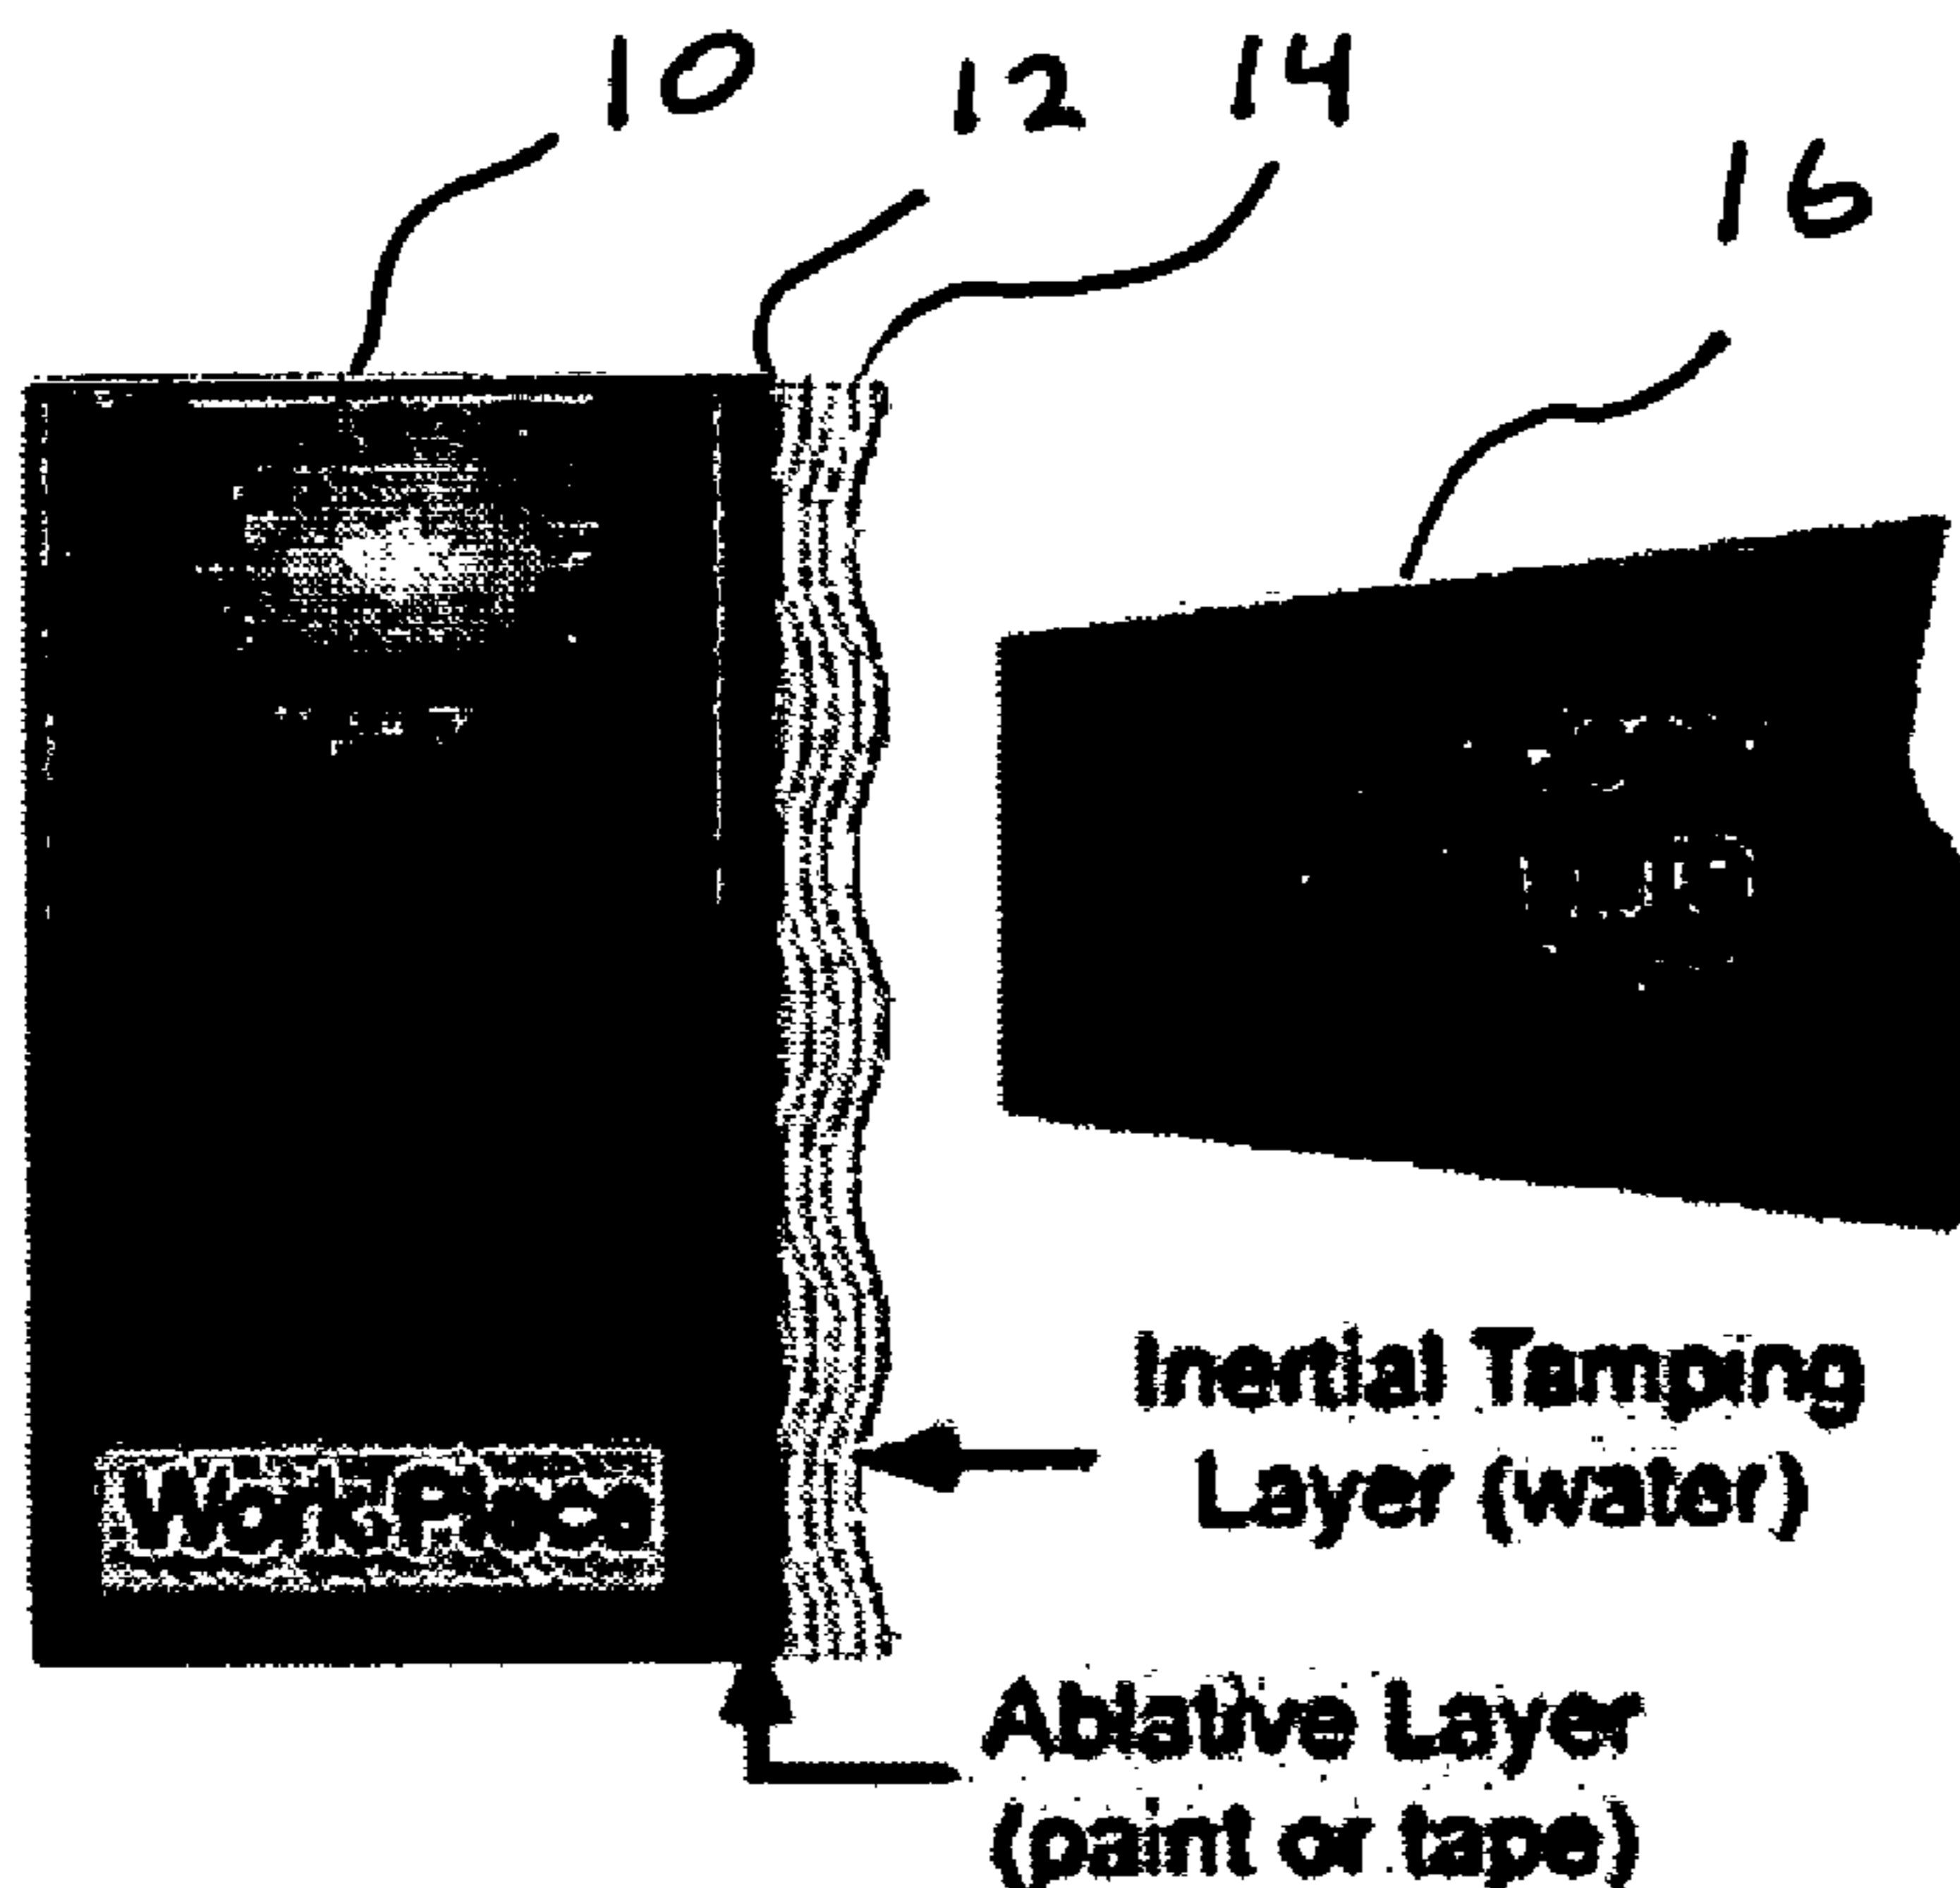 10
12
14
16
Inertial Tamping
Layer (water)
Work Piece
Ablative Layer
(paint or tape)